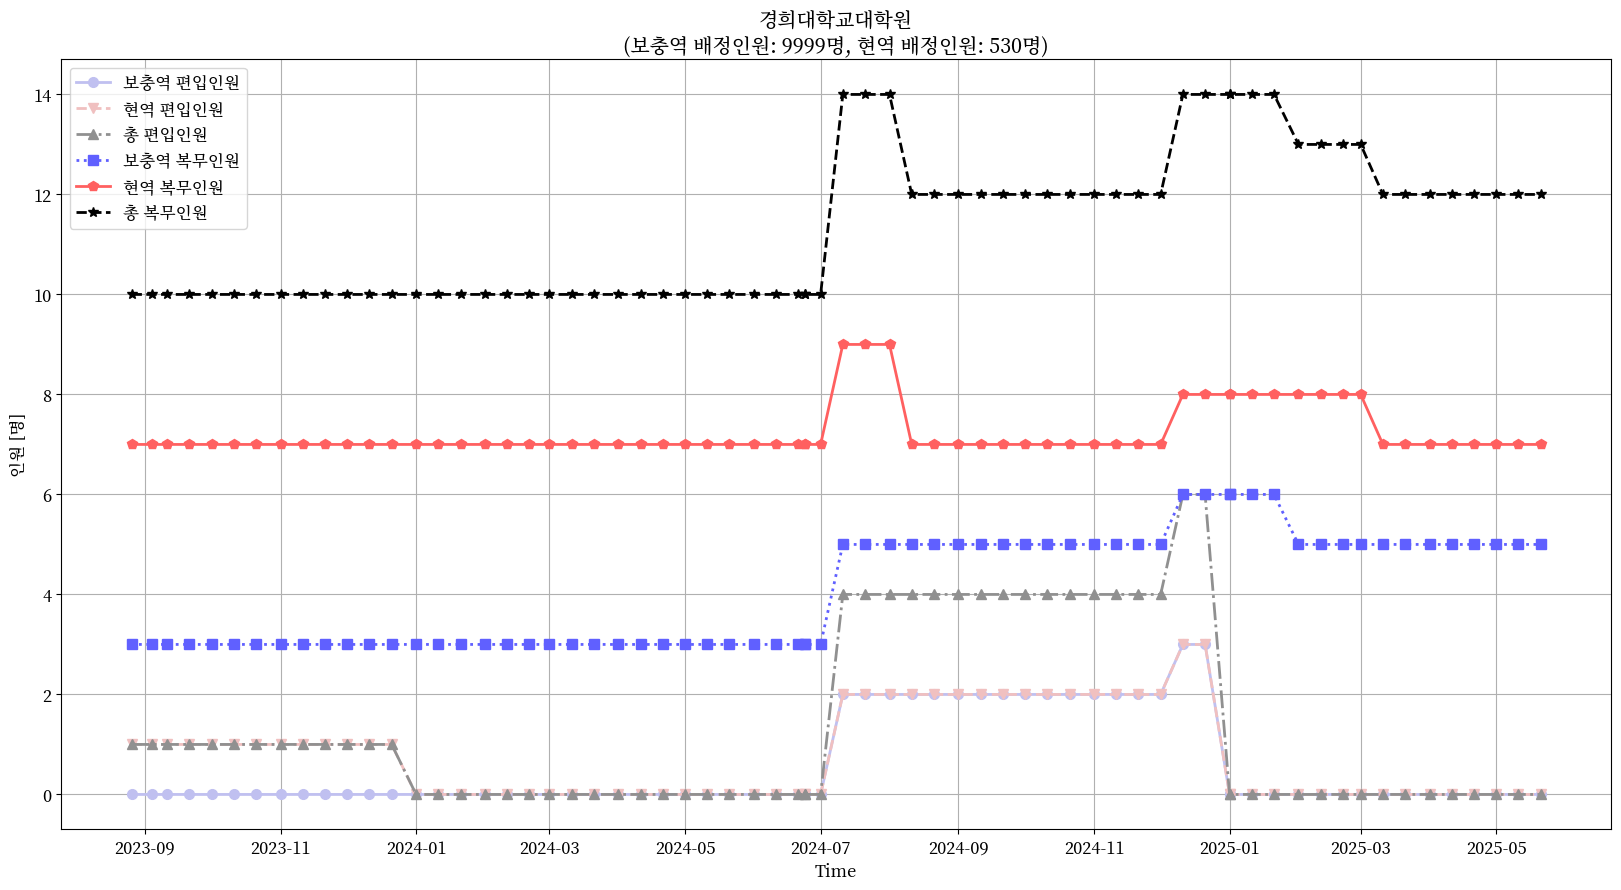 경희대학교대학원
(보충역 배정인원: 9999명, 현역 배정인원: 530명)
보충역 편입인원
현역 편입인원
총 편입인원
보충역 복무인원
현역 복무인원
총 복무인원
14
12
10
8
6
4
2
0
인원 [명]
2023-09
2023-11
2024-01
2024-03
2024-05
2024-07
2024-09
2024-11
2025-01
2025-03
2025-05
Time